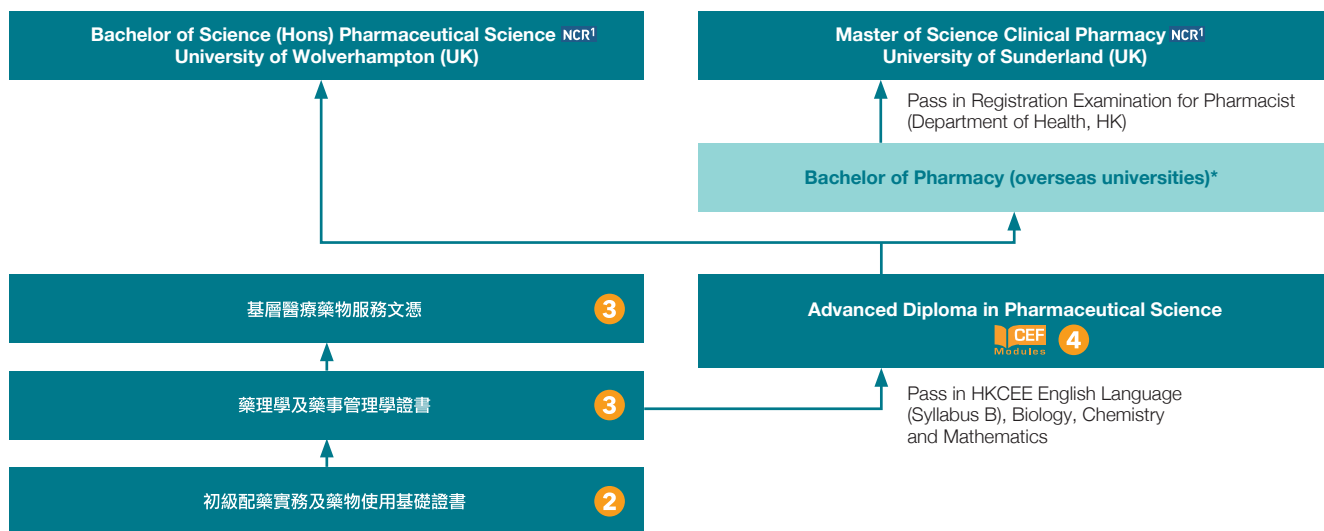 Bachelor of Science (Hons) Pharmaceutical Science NCR1
University of Wolverhampton (UK)
Master of Science Clinical Pharmacy NCR1
University of Sunderland (UK)
Pass in Registration Examination for Pharmacist
(Department of Health, HK)
Bachelor of Pharmacy (overseas universities)*
基層醫療藥物服務文憑 3
Advanced Diploma in Pharmaceutical Science
CEF
Modules 4
藥理學及藥事管理學證書 3
Pass in HKCEE English Language
(Syllabus B), Biology, Chemistry
and Mathematics
初級配藥實務及藥物使用基礎證書 2